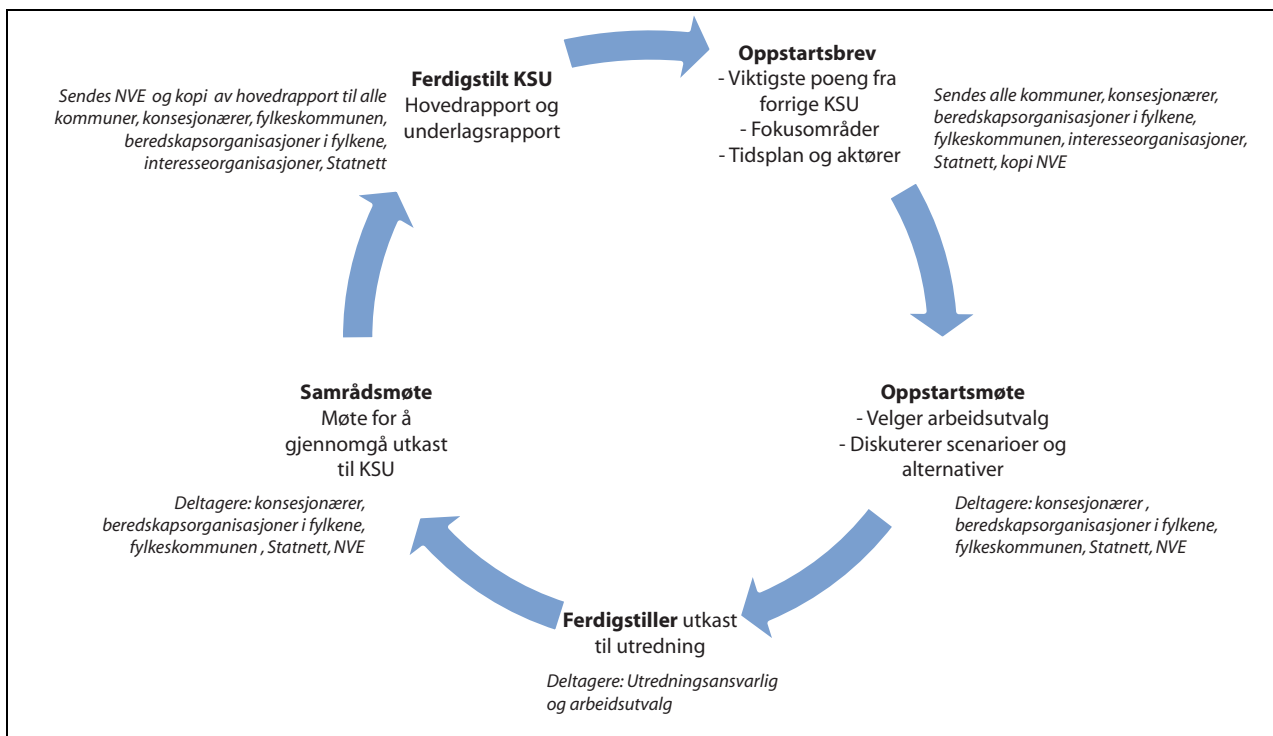 Ferdigstilt KSU
Hovedrapport og
underlagsrapport
Sendes NVE og kopi av hovedrapport til alle
kommuner, konsesjonærer, fylkeskommunen,
beredskapsorganisasjoner i fylkene,
interesseorganisasjoner, Statnett
Oppstartsbrev
- Viktigste poeng fra
forrige KSU
- Fokusområder
- Tidsplan og aktører
Sendes alle kommuner, konsesjonærer,
beredskapsorganisasjoner i fylkene,
fylkeskommunen, interesseorganisasjoner,
Statnett, kopi NVE
Oppstartsmøte
- Velger arbeidsutvalg
- Diskuterer scenarioer og
alternativer
Deltagere: konsesjonærer ,
beredskapsorganisasjoner i fylkene,
fylkeskommunen, Statnett, NVE
Ferdigstiller utkast
til utredning
Deltagere: Utredningsansvarlig
og arbeidsutvalg
Samrådsmøte
Møte for å
gjennomgå utkast
til KSU
Deltagere: konsesjonærer,
beredskapsorganisasjoner i fylkene,
fylkeskommunen , Statnett, NVE